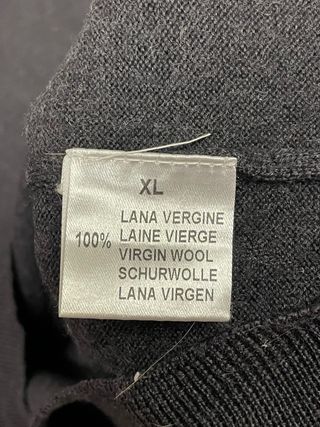 XL
LANA VERGINE
100% LAINE VIERGE
VIRGIN WOOL
SCHURWOLLE
LANA VIRGEN